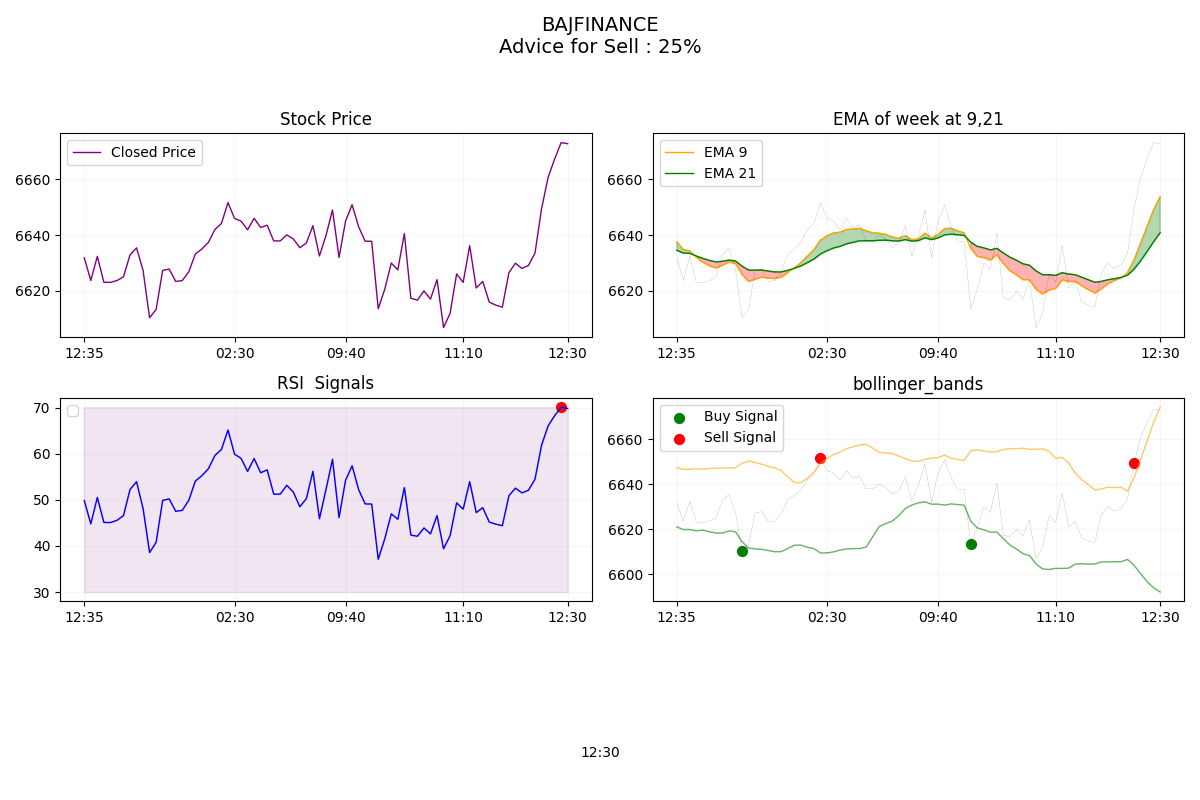 BAJFINANCE
Advice for Sell : 25%
Stock Price
Closed Price
6660
6640
6620
12:35 02:30 09:40 11:10 12:30
EMA of week at 9,21
EMA 9
EMA 21
6660
6640
6620
12:35 02:30 09:40 11:10 12:30
RSI  Signals
70
60
50
40
30
12:35 02:30 09:40 11:10 12:30
bollinger_bands
Buy Signal
Sell Signal
6660
6640
6620
6600
12:35 02:30 09:40 11:10 12:30
12:30